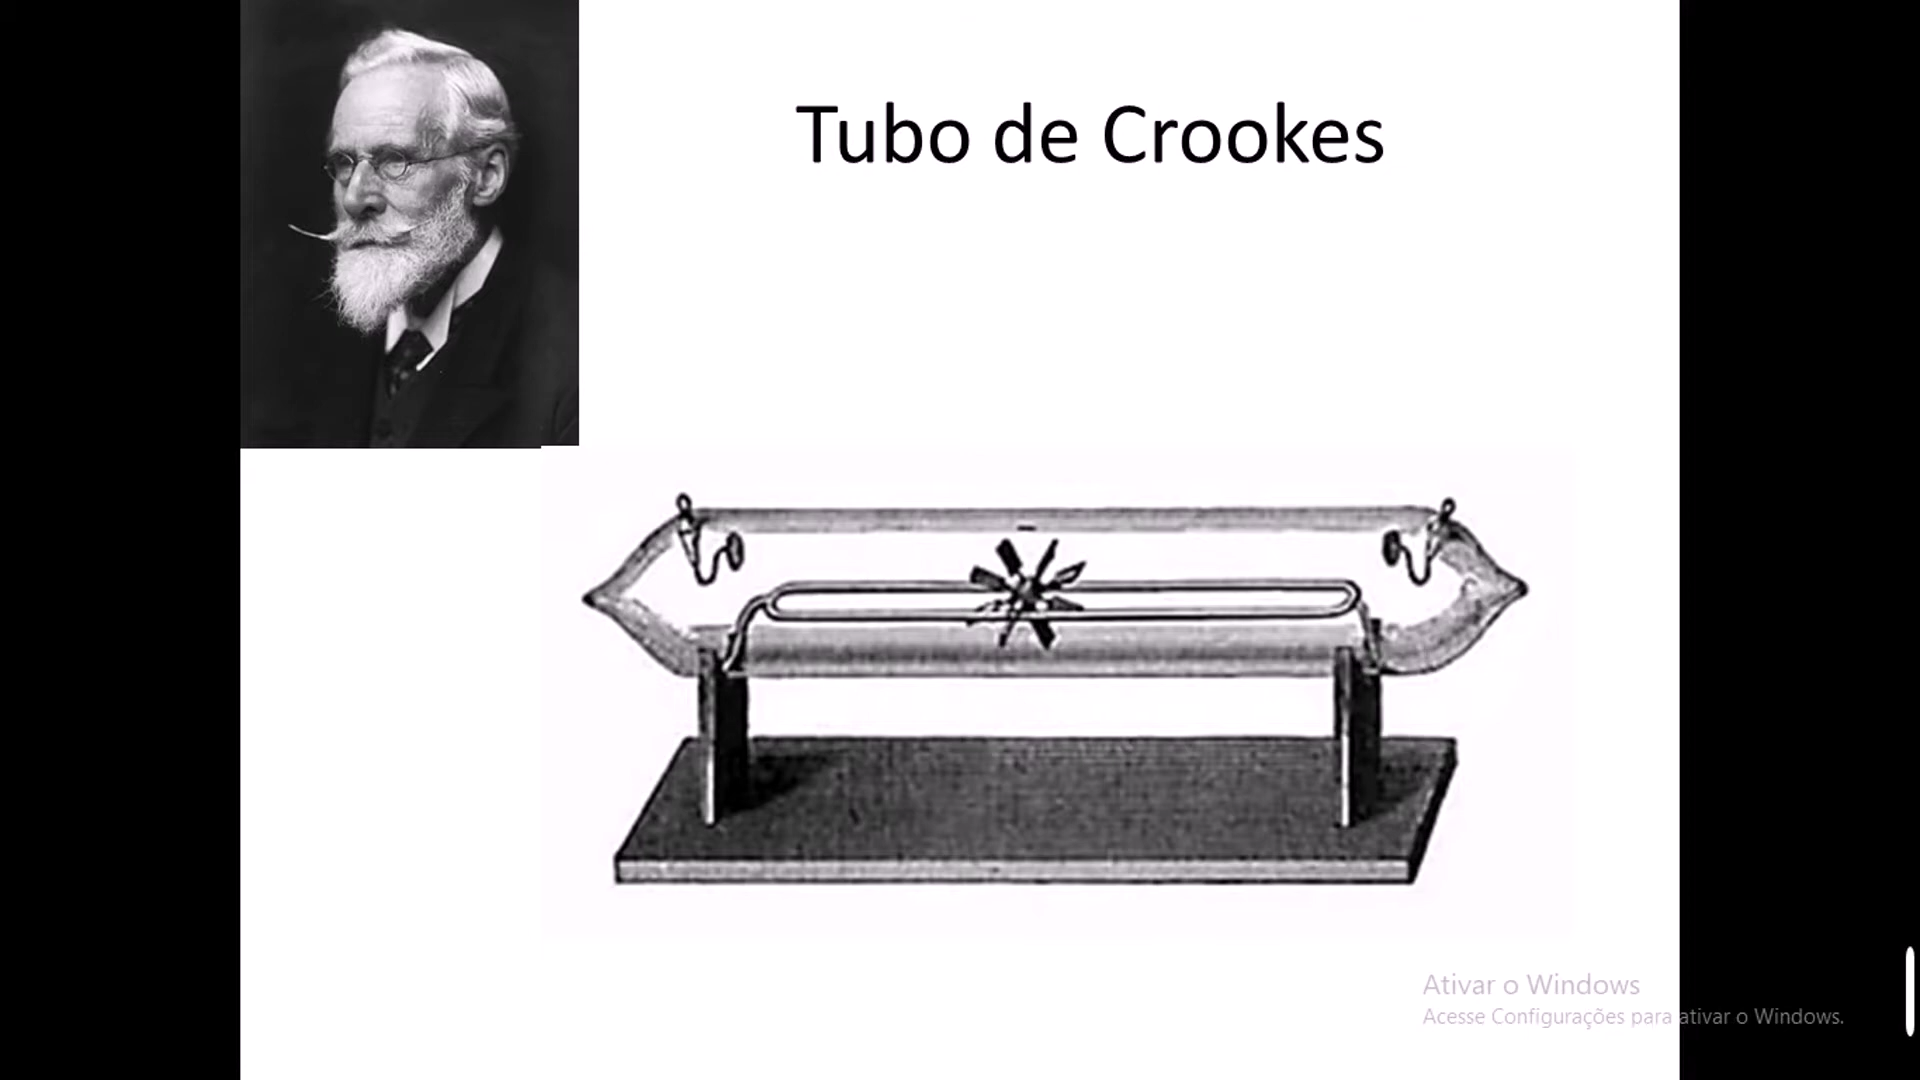 Tubo de Crookes
Ativar o Windows
Acesse Configurações para ativar o Windows.